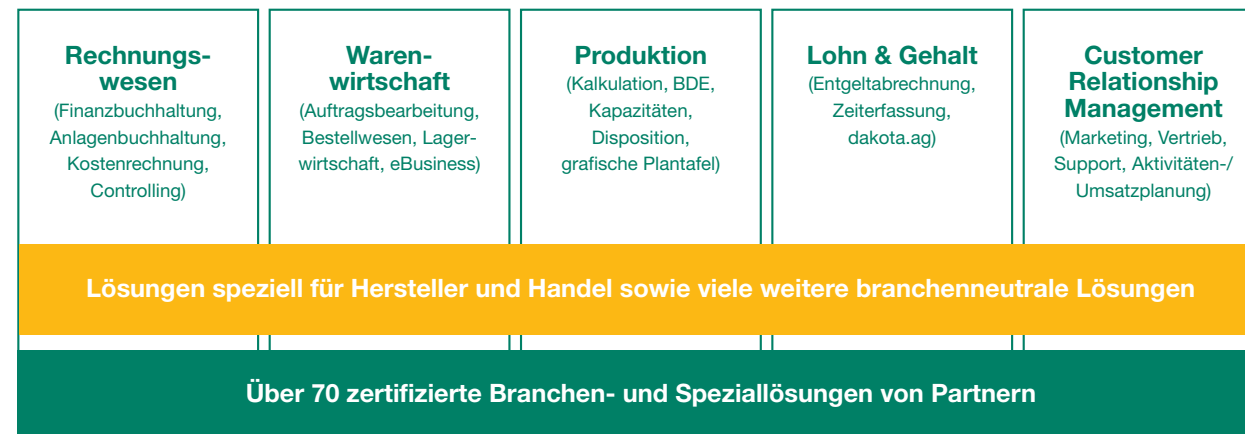 Rechnungs-
wesen
(Finanzbuchhaltung,
Anlagenbuchhaltung,
Kostenrechnung,
Controlling)
Waren-
wirtschaft
(Auftragsbearbeitung,
Bestellwesen, Lager-
wirtschaft, eBusiness)
Produktion
(Kalkulation, BDE,
Kapazitäten,
Disposition,
grafische Plantafel)
Lohn & Gehalt
(Entgeltabrechnung,
Zeiterfassung,
dakota.ag)
Customer
Relationship
Management
(Marketing, Vertrieb,
Support, Aktivitäten-/
Umsatzplanung)
Lösungen speziell für Hersteller und Handel sowie viele weitere branchenneutrale Lösungen
Über 70 zertifizierte Branchen- und Speziallösungen von Partnern